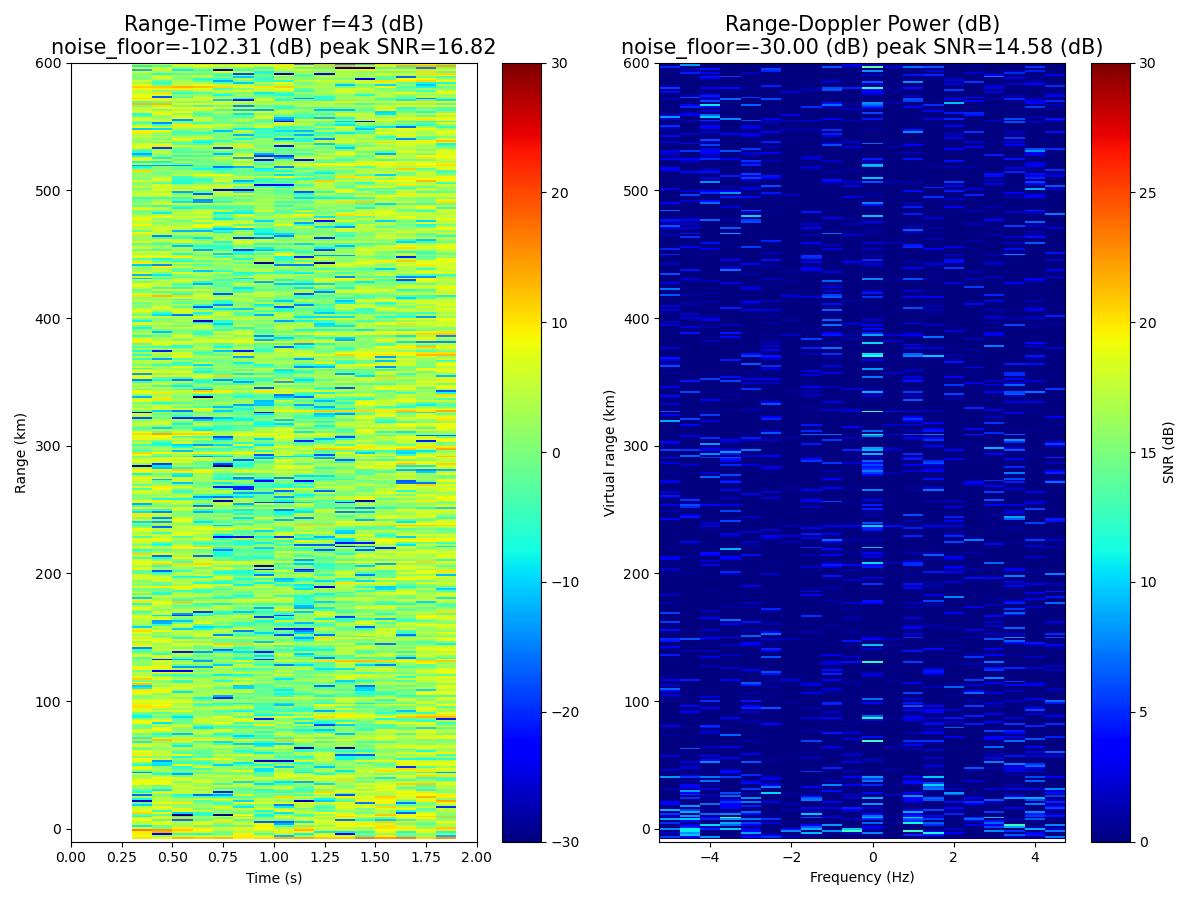 Range-Time Power f=43 (dB)
noise_floor=-102.31 (dB) peak SNR=16.82
Range-Doppler Power (dB)
noise_floor=-30.00 (dB) peak SNR=14.58 (dB)
Range (km)
600
500
400
300
200
100
0
0.00 0.25 0.50 0.75 1.00 1.25 1.50 1.75 2.00
Time (s)
30
20
10
0
−10
−20
−30
Virtual range (km)
600
500
400
300
200
100
0
−4 −2 0 2 4
Frequency (Hz)
30
25
20
15
10
5
0
SNR (dB)